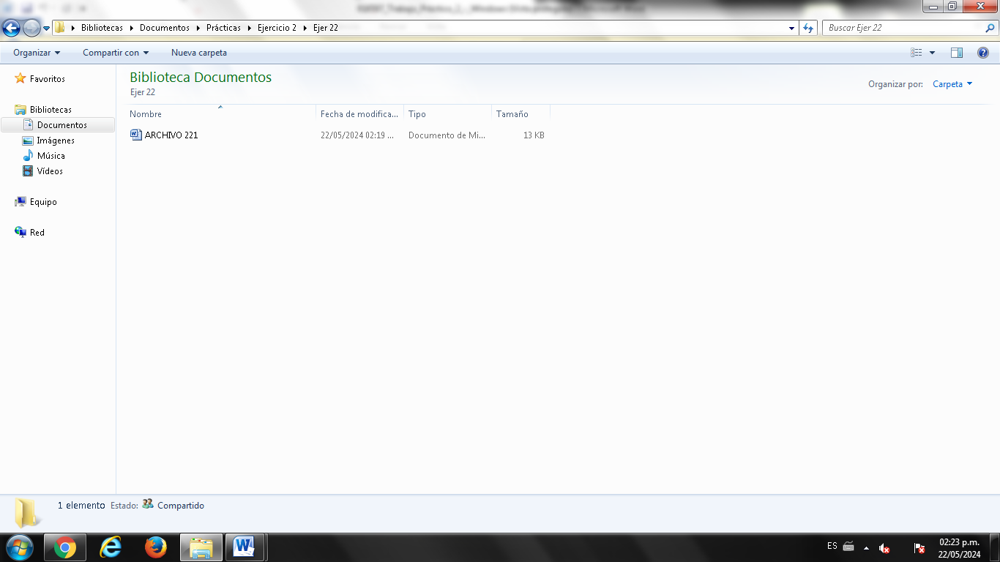 Bibliotecas Documentos Prácticas Ejercicio 2 Ejer 22
Buscar Ejer 22
Organizar Compartir con Nueva carpeta
Favoritos
Bibliotecas
Documentos
Imágenes
Música
Vídeos
Equipo
Red
Biblioteca Documentos
Ejer 22
Organizar por: Carpeta
Nombre Fecha de modifica... Tipo Tamaño
ARCHIVO 221 22/05/2024 02:19 ... Documento de Mi... 13 KB
1 elemento Estado: Compartido
ES
02:23 p.m.
22/05/2024